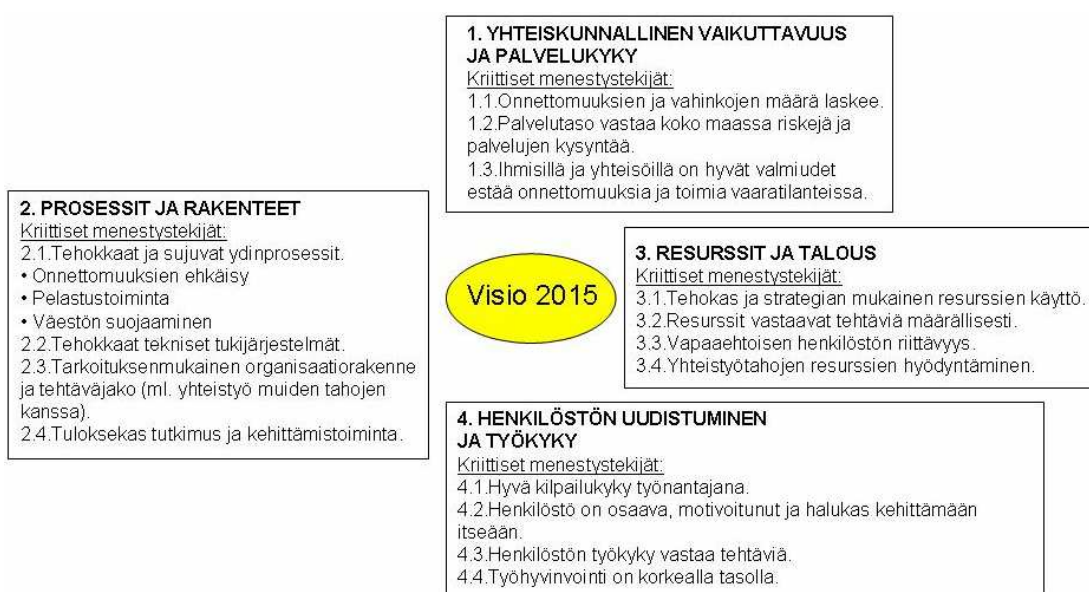 1. YHTEISKUNNALLINEN VAIKUTTAVUUS
JA PALVELUKYKY
Kriittiset menestystekijät:
1.1.Onnettomuuksien ja vahinkojen määrä laskee.
1.2.Palvelutaso vastaa koko maassa riskejä ja
palvelujen kysyntää.
1.3.Ihmisillä ja yhteisöillä on hyvät valmiudet
estää onnettomuuksia ja toimia vaaratilanteissa.
2. PROSESSIT JA RAKENTEET
Kriittiset menestystekijät:
2.1.Tehokkaat ja sujuvat ydinprosessit.
• Onnettomuuksien ehkäisy
• Pelastustoiminta
• Väestön suojaaminen
2.2.Tehokkaat tekniset tukijärjestelmät.
2.3.Tarkoituksenmukainen organisaatiorakenne
ja tehtäväjako (ml. yhteistyö muiden tahojen
kanssa).
2.4.Tuloksekas tutkimus ja kehittämistoiminta.
Visio 2015
3. RESURSSIT JA TALOUS
Kriittiset menestystekijät:
3.1.Tehokas ja strategian mukainen resurssien käyttö.
3.2.Resurssit vastaavat tehtäviä määrällisesti.
3.3.Vapaaehtoisen henkilöstön riittävyys.
3.4.Yhteistyötahojen resurssien hyödyntäminen.
4. HENKILÖSTÖN UUDISTUMINEN
JA TYÖKYKY
Kriittiset menestystekijät:
4.1.Hyvä kilpailukyky työnantajana.
4.2.Henkilöstö on osaava, motivoitunut ja halukas kehittämään
itseään.
4.3.Henkilöstön työkyky vastaa tehtäviä.
4.4.Työhyvinvointi on korkealla tasolla.